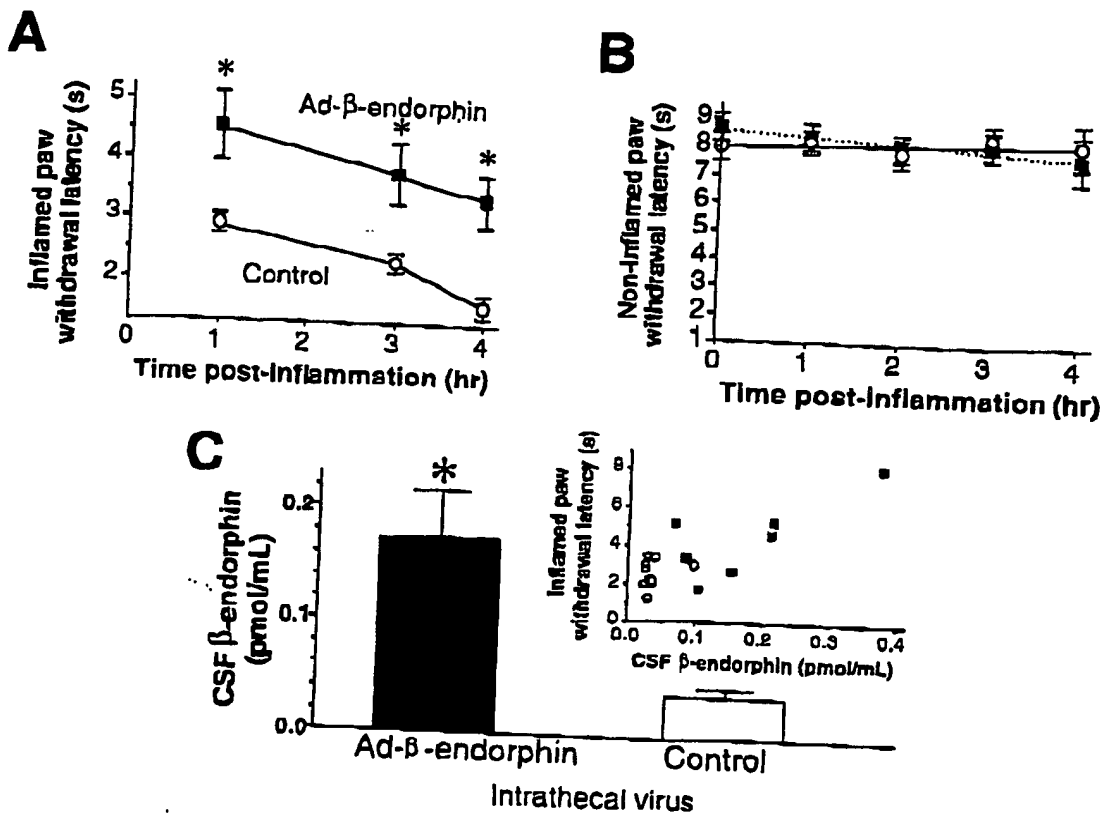 A
Inflamed paw
withdrawal latency (s)
5
4
3
2
*
*
*
Ad-β-endorphin
Control
0
1
3
4
Time post-Inflammation (hr)
B
Non-Inflamed paw
withdrawal latency (s)
9
8
7
6
5
4
3
2
1
0
1
2
3
4
Time post-Inflammation (hr)
C
CSF β-endorphin
(pmol/mL)
0.2
0.1
0.0
*
Ad-β-endorphin
Control
Intrathecal virus
Inflamed paw
withdrawal latency (s)
8
6
4
2
0
0.0
0.1
0.2
0.3
0.4
CSF β-endorphin (pmol/mL)